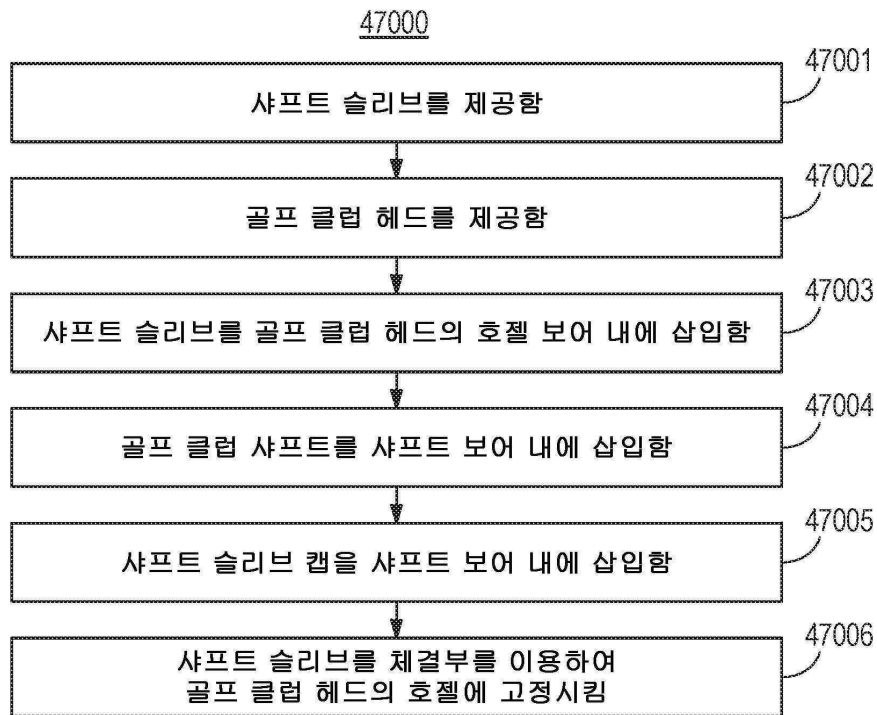 47000
47001
샤프트 슬리브를 제공함
47002
골프 클럽 헤드를 제공함
47003
샤프트 슬리브를 골프 클럽 헤드의 호젤 보어 내에 삽입함
47004
골프 클럽 샤프트를 샤프트 보어 내에 삽입함
47005
샤프트 슬리브 캡을 샤프트 보어 내에 삽입함
47006
샤프트 슬리브를 체결부를 이용하여
골프 클럽 헤드의 호젤에 고정시킴